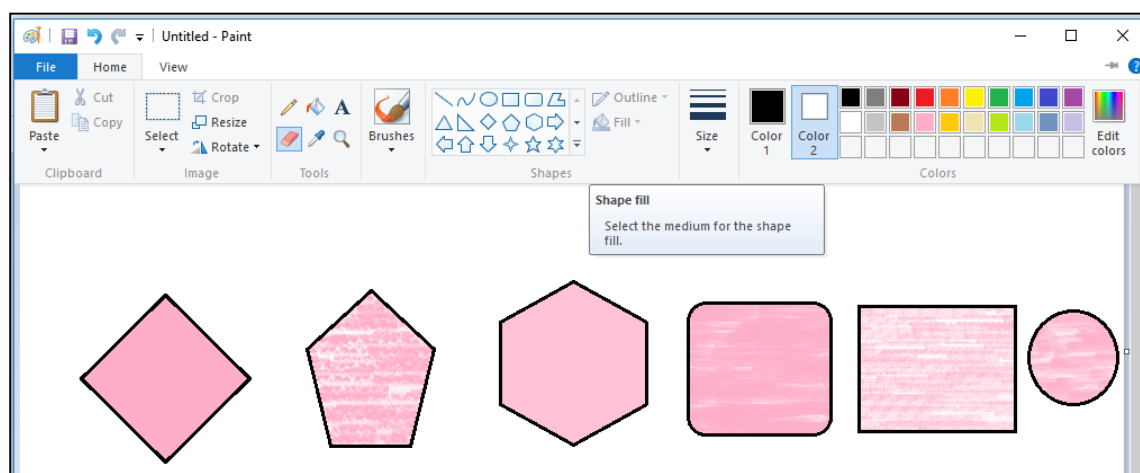 Untitled - Paint
File Home View
Paste
Cut
Copy
Clipboard
Select
Crop
Resize
Rotate
Image
A
Tools
Brushes
Outline
Fill
Shapes
Size
Color 1
Color 2
Edit colors
Colors
?
Shape fill
Select the medium for the shape
fill.